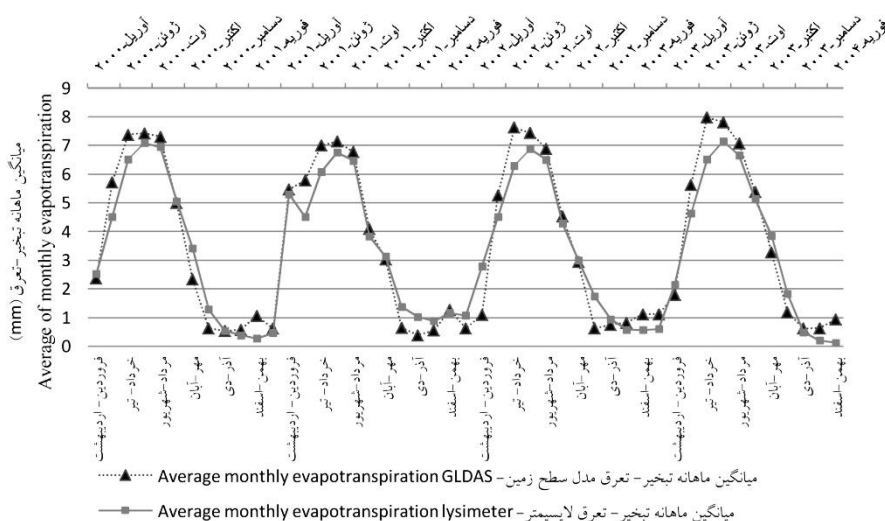 آوریل-۲۰۰۰
ژوئن-۲۰۰۰
اوت-۲۰۰۰
اکتبر-۲۰۰۰
دسامبر-۲۰۰۰
فوریه-۲۰۰۱
آوریل-۲۰۰۱
ژوئن-۲۰۰۱
اوت-۲۰۰۱
اکتبر-۲۰۰۱
دسامبر-۲۰۰۱
فوریه-۲۰۰۲
آوریل-۲۰۰۲
ژوئن-۲۰۰۲
اوت-۲۰۰۲
اکتبر-۲۰۰۲
دسامبر-۲۰۰۲
فوریه-۲۰۰۳
آوریل-۲۰۰۳
ژوئن-۲۰۰۳
اوت-۲۰۰۳
اکتبر-۲۰۰۳
دسامبر-۲۰۰۳
فوریه-۲۰۰۴
میانگین ماهانه تبخیر-تعرق (mm)
Average of monthly evapotranspiration
9
8
7
6
5
4
3
2
1
0
فروردین-اردیبهشت
خرداد-تیر
مرداد-شهریور
مهر-آبان
آذر-دی
بهمن-اسفند
فروردین-اردیبهشت
خرداد-تیر
مرداد-شهریور
مهر-آبان
آذر-دی
بهمن-اسفند
فروردین-اردیبهشت
خرداد-تیر
مرداد-شهریور
مهر-آبان
آذر-دی
بهمن-اسفند
فروردین-اردیبهشت
خرداد-تیر
مرداد-شهریور
مهر-آبان
آذر-دی
بهمن-اسفند
Average monthly evapotranspiration GLDAS - میانگین ماهانه تبخیر- تعرق مدل سطح زمین
Average monthly evapotranspiration lysimeter - میانگین ماهانه تبخیر- تعرق لایسیمتر